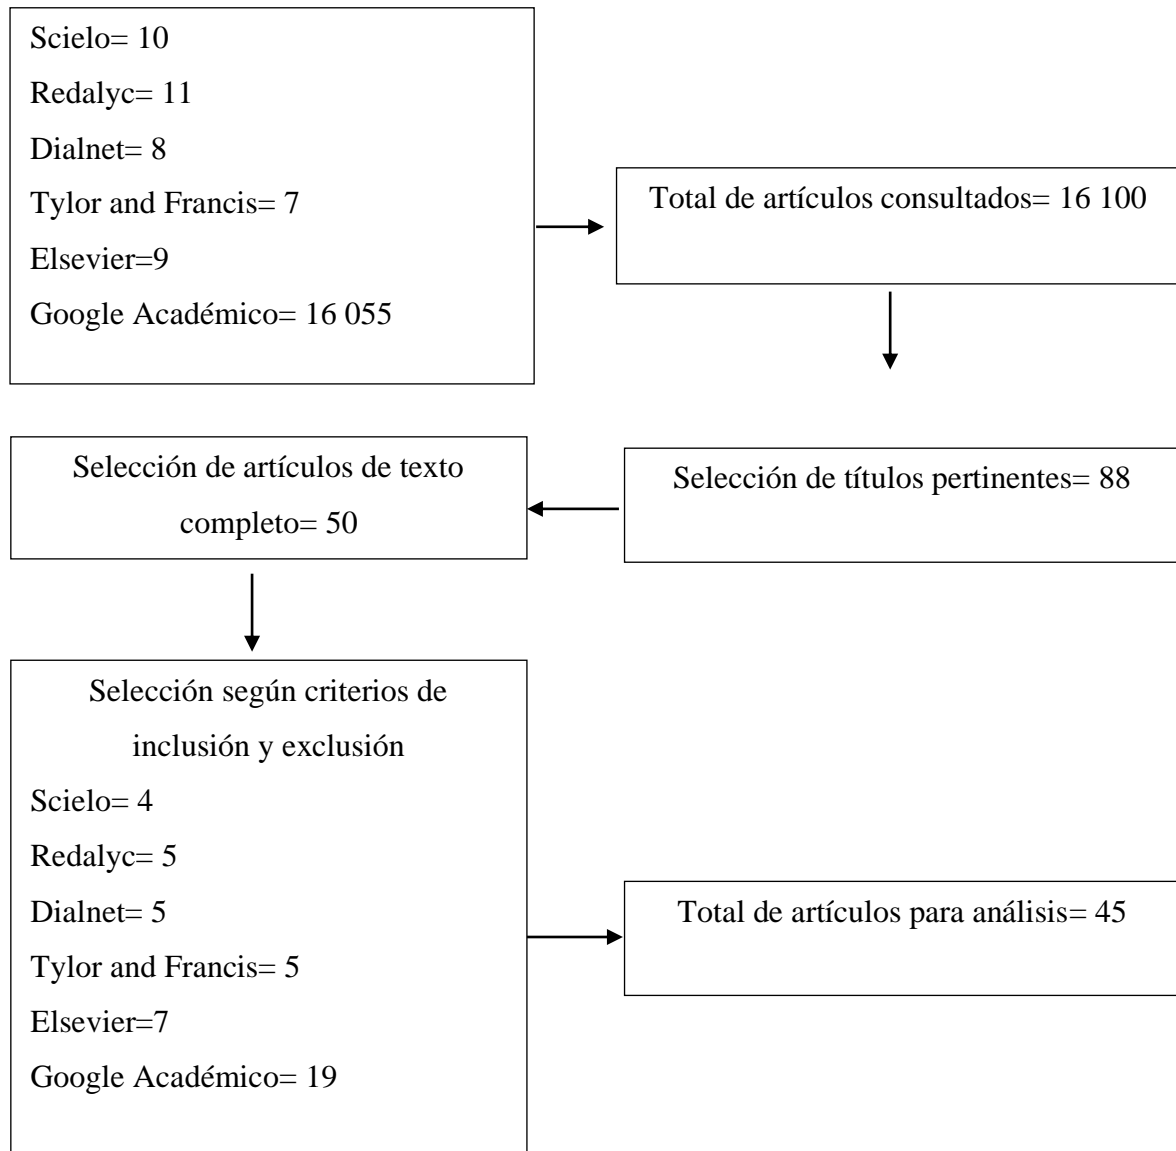 Scielo= 10
Redalyc= 11
Dialnet= 8
Tylor and Francis= 7
Elsevier=9
Google Académico= 16 055
Total de artículos consultados= 16 100
Selección de títulos pertinentes= 88
Selección de artículos de texto
completo= 50
Selección según criterios de
inclusión y exclusión
Scielo= 4
Redalyc= 5
Dialnet= 5
Tylor and Francis= 5
Elsevier=7
Google Académico= 19
Total de artículos para análisis= 45